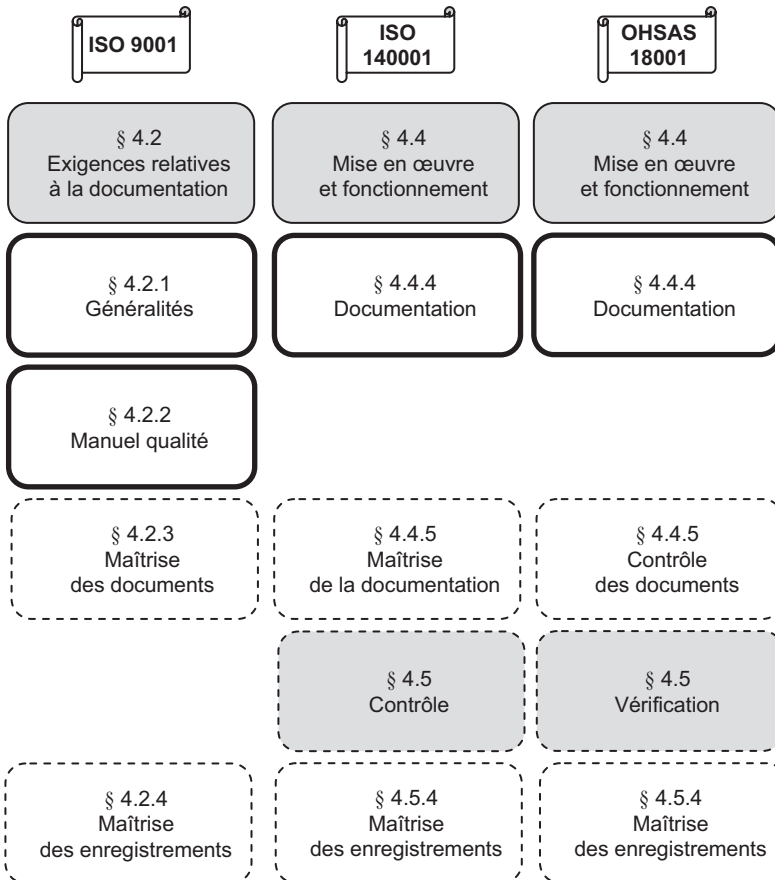 ISO 9001
ISO
140001
OHSAS
18001
§ 4.2
Exigences relatives
à la documentation
§ 4.4
Mise en œuvre
et fonctionnement
§ 4.4
Mise en œuvre
et fonctionnement
§ 4.2.1
Généralités
§ 4.4.4
Documentation
§ 4.4.4
Documentation
§ 4.2.2
Manuel qualité
§ 4.2.3
Maîtrise
des documents
§ 4.4.5
Maîtrise
de la documentation
§ 4.4.5
Contrôle
des documents
§ 4.5
Contrôle
§ 4.5
Vérification
§ 4.2.4
Maîtrise
des enregistrements
§ 4.5.4
Maîtrise
des enregistrements
§ 4.5.4
Maîtrise
des enregistrements